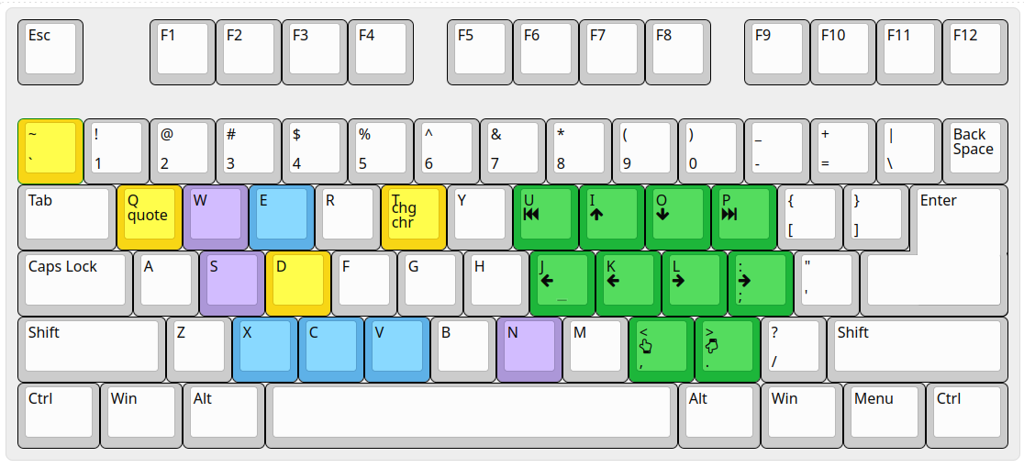 Esc F1 F2 F3 F4 F5 F6 F7 F8 F9 F10 F11 F12
~ ! @ # $ % ^ & * ( ) _ + | Back
` 1 2 3 4 5 6 7 8 9 0 - = \ Space
Tab Q W E R T Y U I O P { } Enter
quote chg [ ]
chr
Caps Lock A S D F G H J K L : "
_ ; '
Shift Z X C V B N M < > ? Shift
, . /
Ctrl Win Alt Alt Win Menu Ctrl